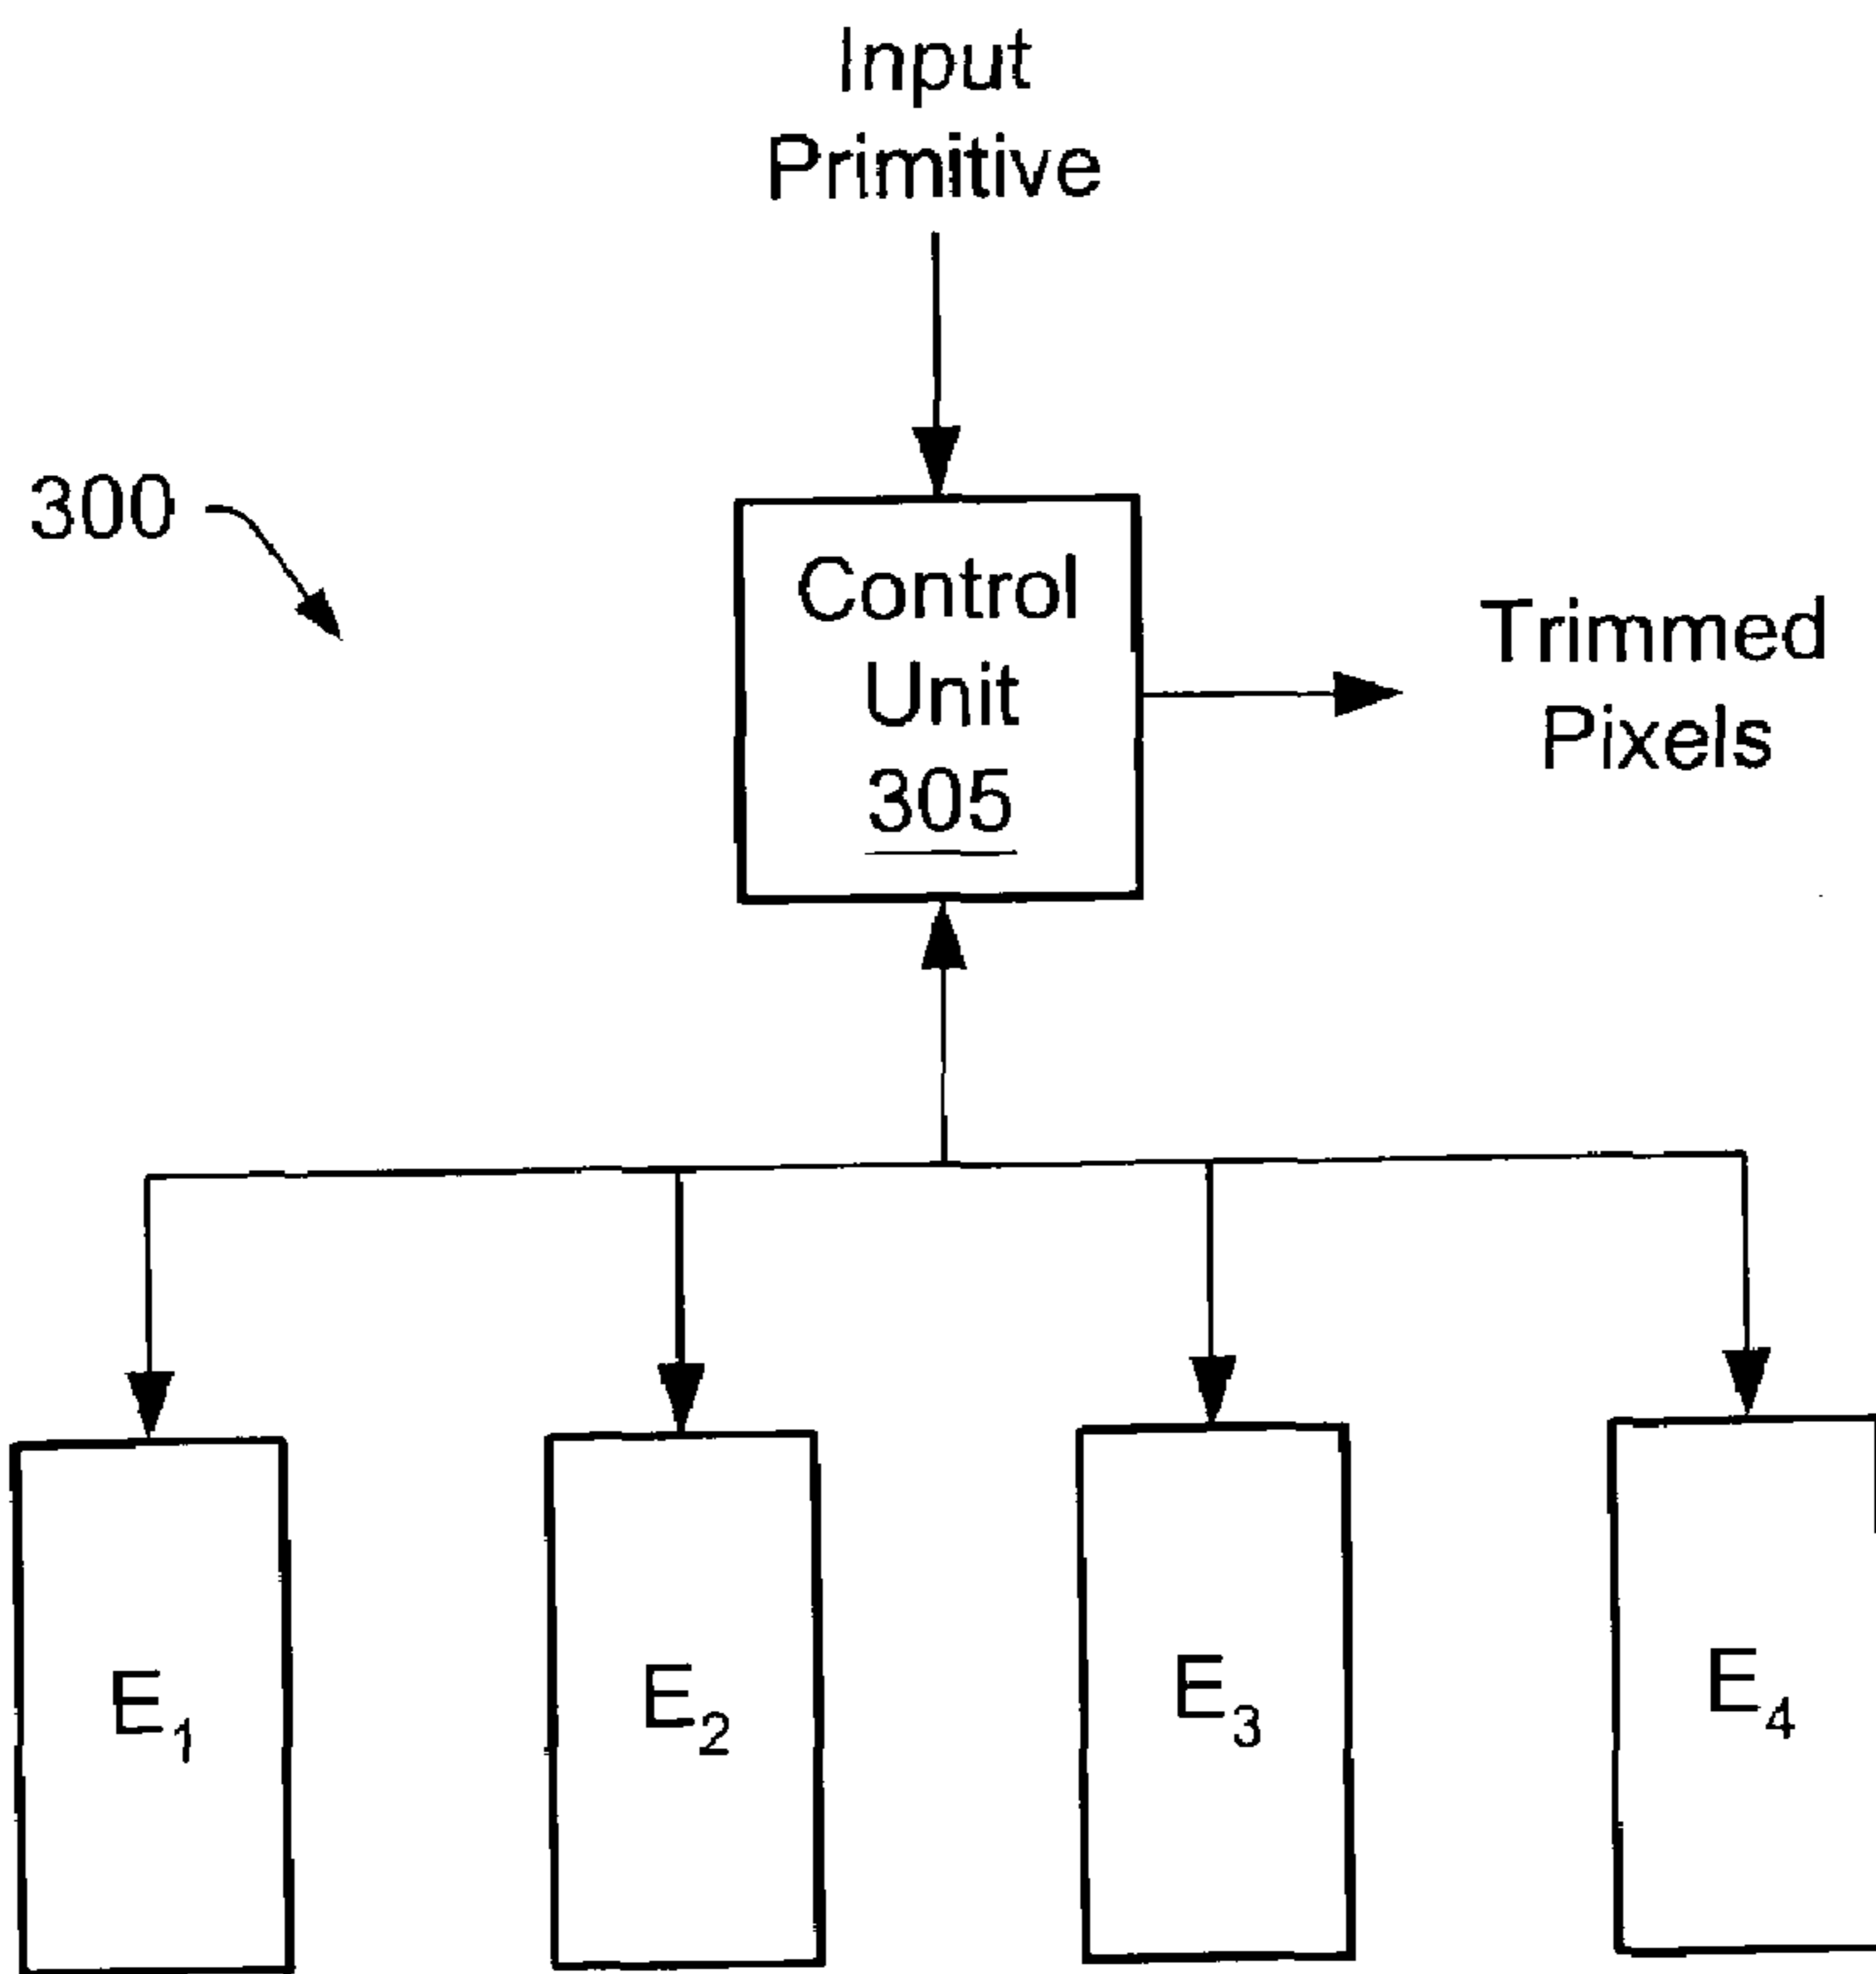 Input
Primitive
300
Control
Unit
305
Trimmed
Pixels
E1
E2
E3
E4